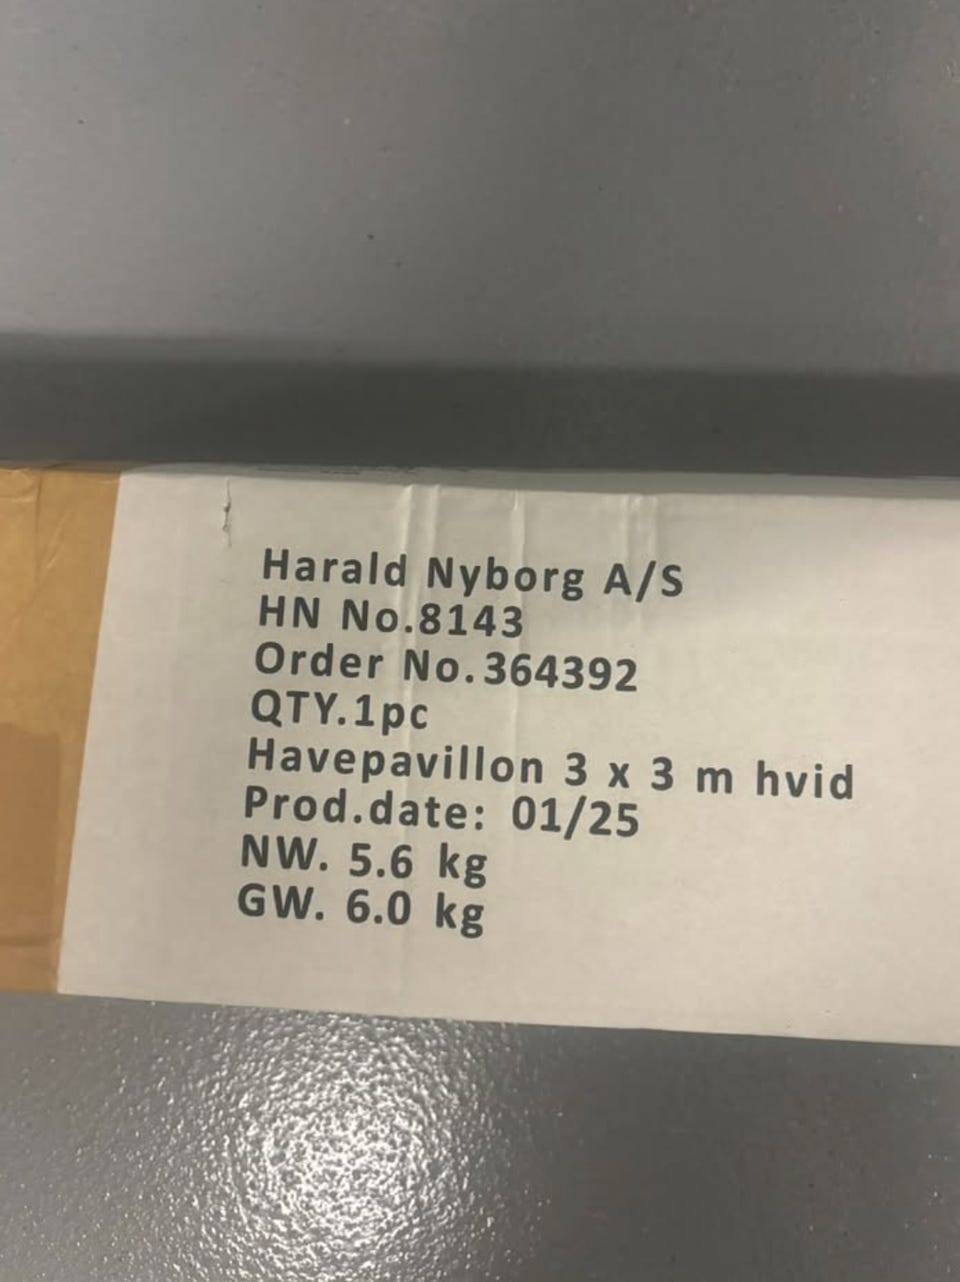 Harald Nyborg A/S
HN No.8143
Order No.364392
QTY.1pc
Havepavillon 3 x 3 m hvid
Prod.date: 01/25
NW. 5.6 kg
GW. 6.0 kg